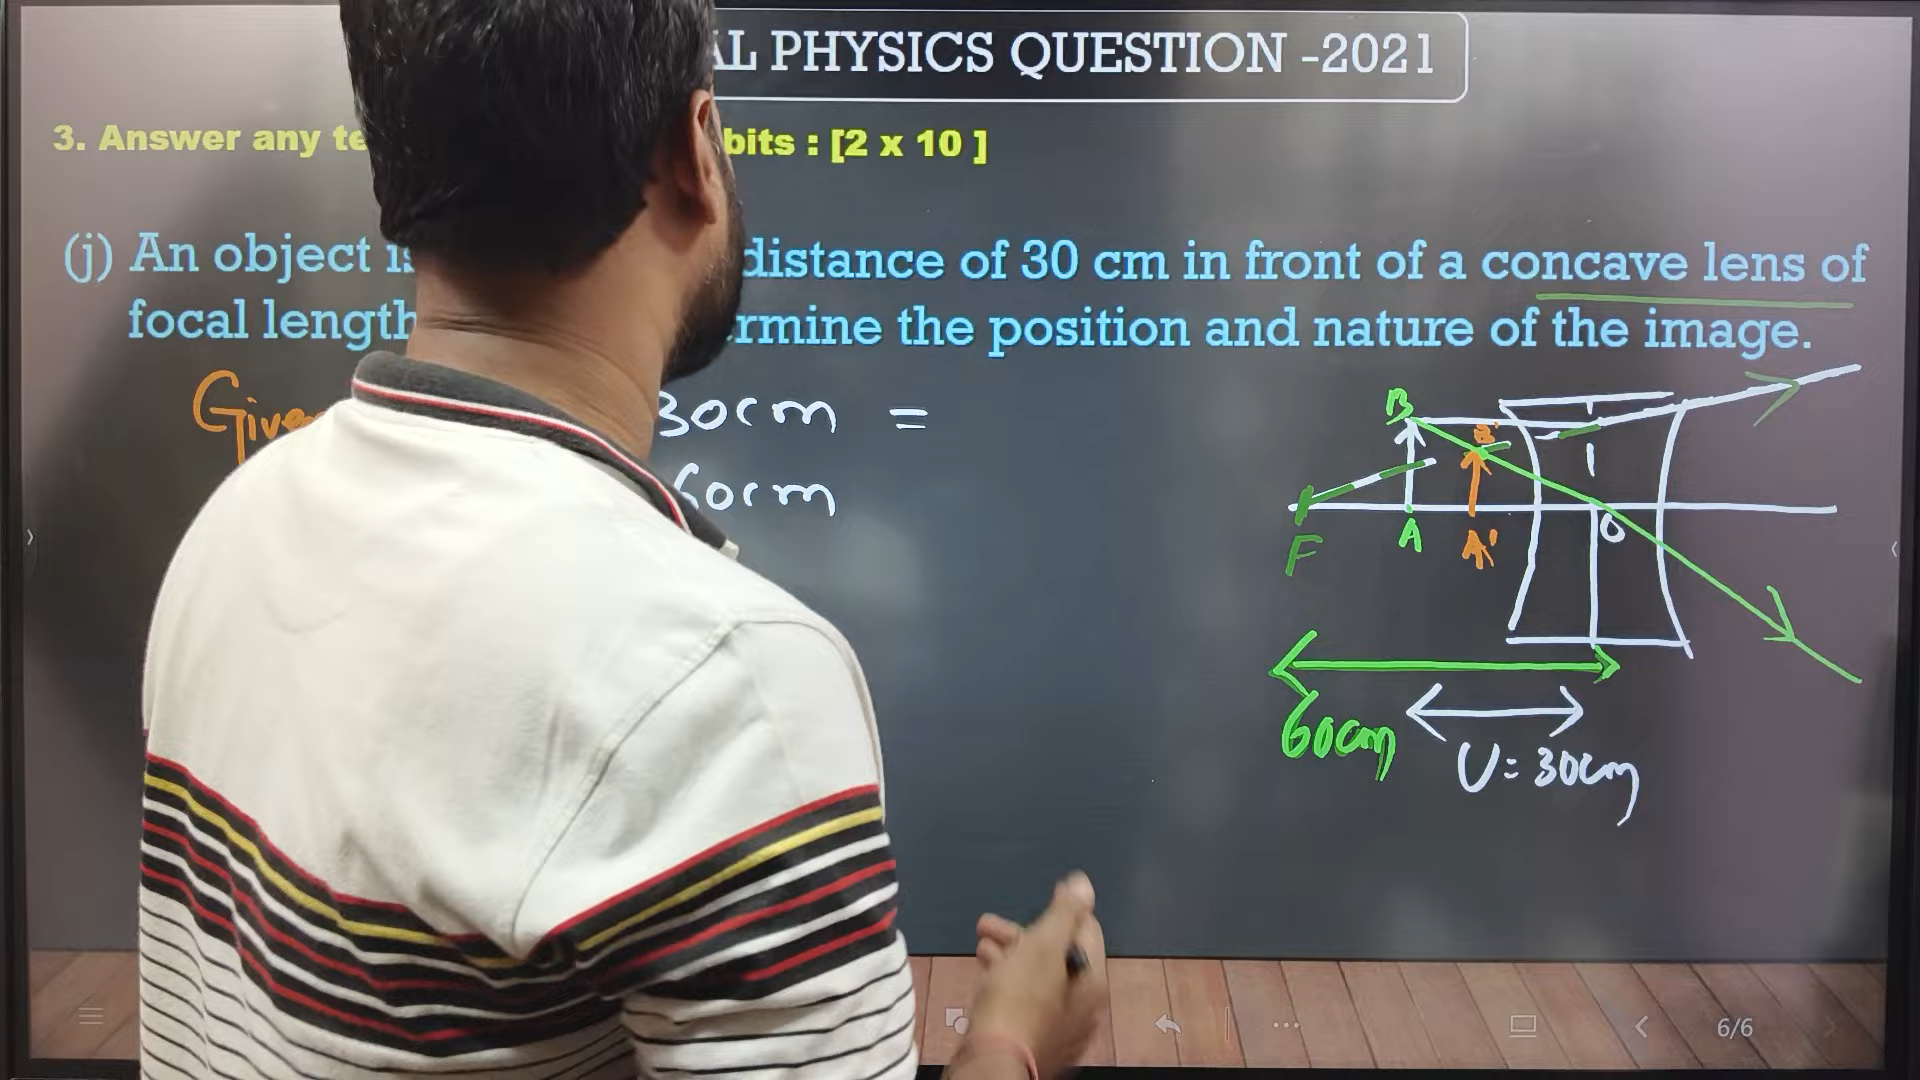 AL PHYSICS QUESTION -2021
3. Answer any te bits : [2 x 10 ]
(j) An object is distance of 30 cm in front of a concave lens of
focal length rmine the position and nature of the image.
Give 30cm =
60cm
B
B'
F
A
A'
O
60cm
U = 30cm
6/6